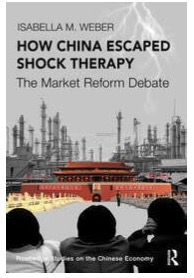 ISABELLA M. WEBER
HOW CHINA ESCAPED
SHOCK THERAPY
The Market Reform Debate
Routledge Studies on the Chinese Economy